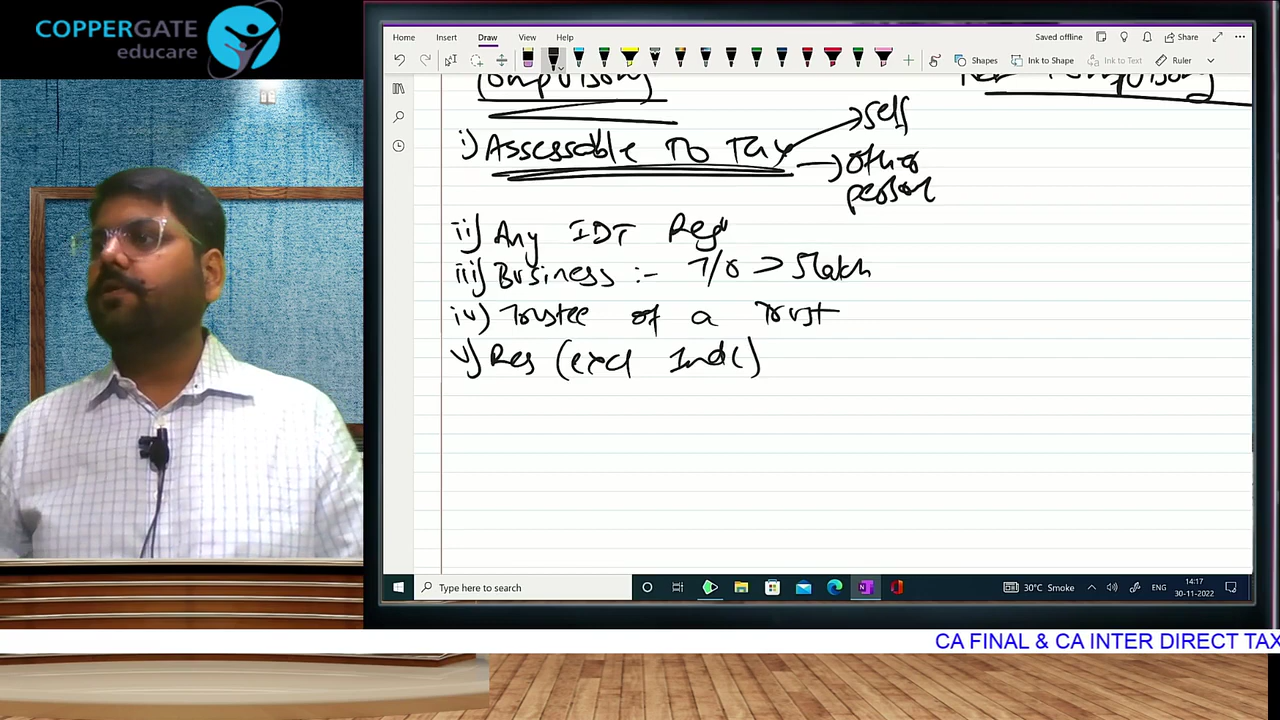 COPPERGATE
educare
Home Insert Draw View Help
Saved offline
Share
Shapes
Ink to Shape
Ink to Text
Ruler
i) Assessable To Tax
self
other
person
ii) Any IDT Regn
iii) Business :- T/O > 5lakh
iv) Trustee of a Trust
v) Res (excl Indl)
Type here to search
30°C Smoke
ENG
14:17
30-11-2022
CA FINAL & CA INTER DIRECT TAX